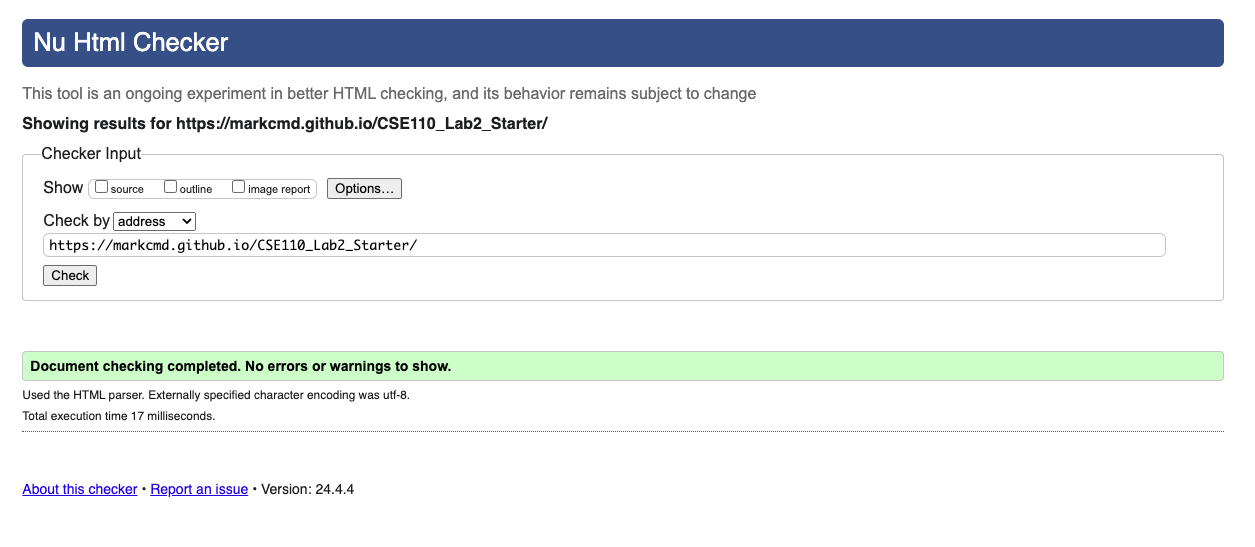 Nu Html Checker
This tool is an ongoing experiment in better HTML checking, and its behavior remains subject to change
Showing results for https://markcmd.github.io/CSE110_Lab2_Starter/
Checker Input
Show source outline image report Options...
Check by address
https://markcmd.github.io/CSE110_Lab2_Starter/
Check
Document checking completed. No errors or warnings to show.
Used the HTML parser. Externally specified character encoding was utf-8.
Total execution time 17 milliseconds.
About this checker • Report an issue • Version: 24.4.4